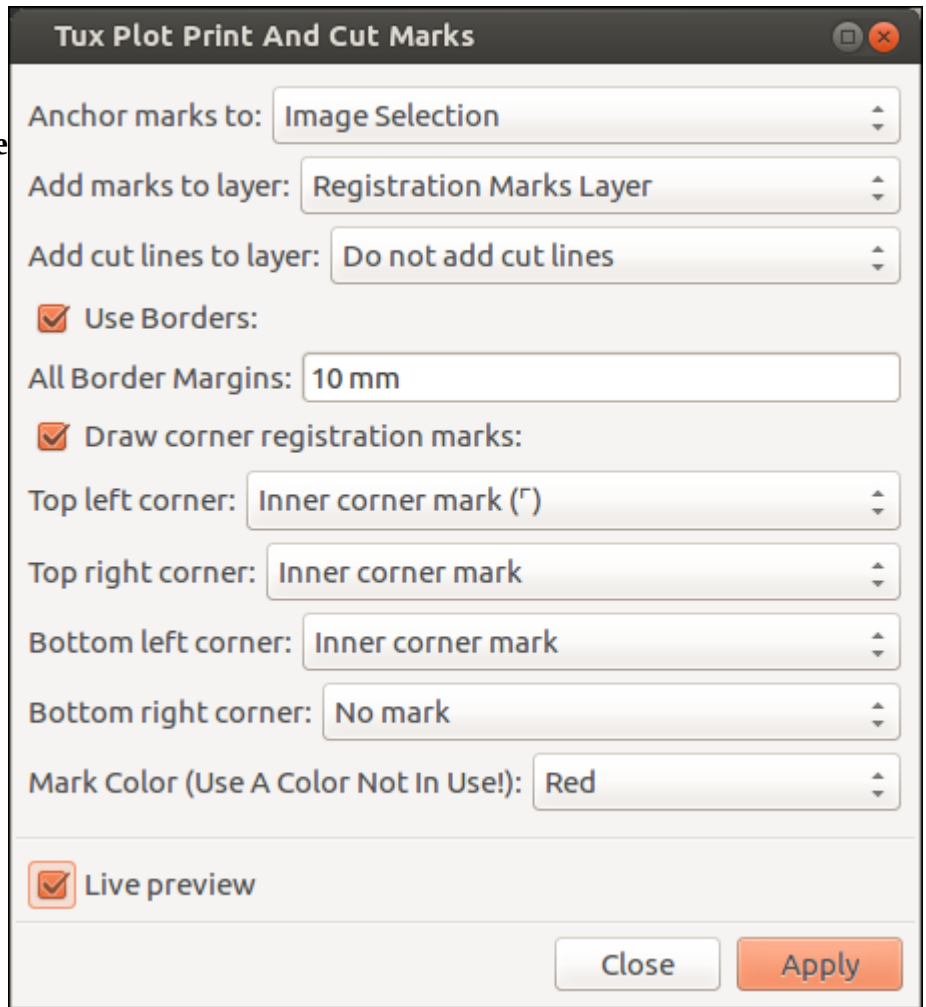 Tux Plot Print And Cut Marks
Anchor marks to: Image Selection
e
Add marks to layer: Registration Marks Layer
Add cut lines to layer: Do not add cut lines
Use Borders:
All Border Margins: 10 mm
Draw corner registration marks:
Top left corner: Inner corner mark (⌜)
Top right corner: Inner corner mark
Bottom left corner: Inner corner mark
Bottom right corner: No mark
Mark Color (Use A Color Not In Use!): Red
Live preview
Close Apply